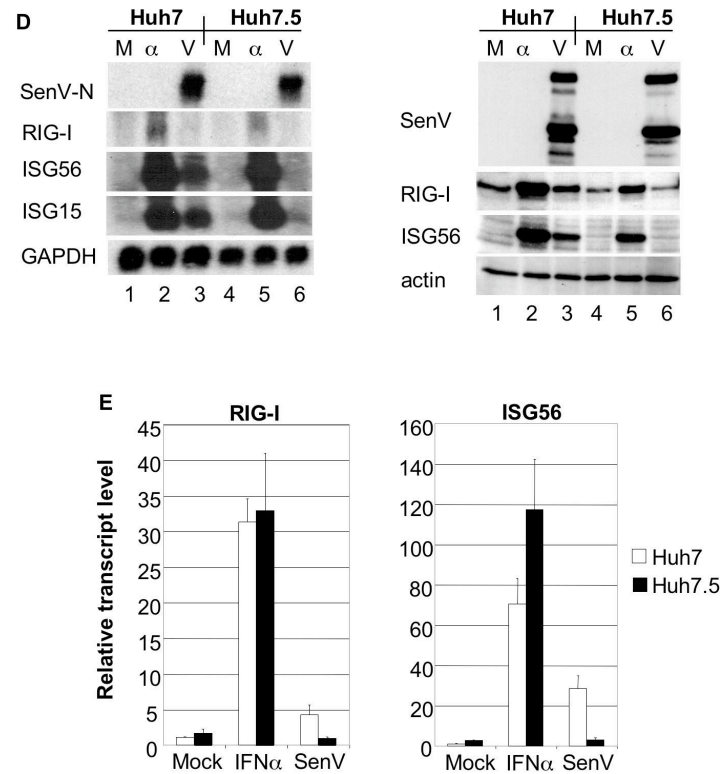 D
Huh7 Huh7.5
M α V M α V
SenV-N
RIG-I
ISG56
ISG15
GAPDH
1 2 3 4 5 6
Huh7 Huh7.5
M α V M α V
SenV
RIG-I
ISG56
actin
1 2 3 4 5 6
E
RIG-I
Relative transcript level
45
40
35
30
25
20
15
10
5
0
Mock IFNα SenV
ISG56
160
140
120
100
80
60
40
20
0
Mock IFNα SenV
Huh7
Huh7.5